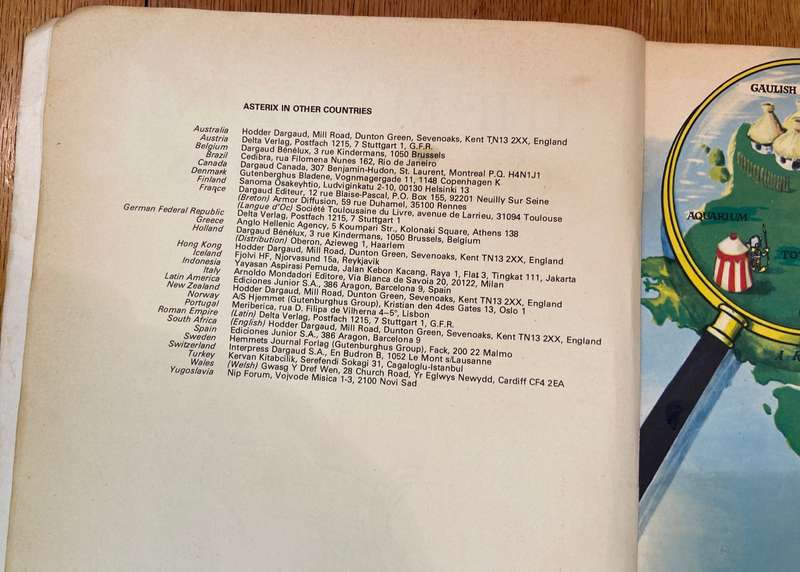 ASTERIX IN OTHER COUNTRIES
Australia Hodder Dargaud, Mill Road, Dunton Green, Sevenoaks, Kent TN13 2XX, England
Austria Delta Verlag, Postfach 1215, 7 Stuttgart 1, G.F.R.
Belgium Dargaud Bénélux, 3 rue Kindermans, 1050 Brussels
Brazil Cedibra, rua Filomena Nunes 162, Rio de Janeiro
Canada Dargaud Canada, 307 Benjamin-Hudon, St. Laurent, Montreal P.Q. H4N1J1
Denmark Gutenberghus Bladene, Vognmagergade 11, 1148 Copenhagen K
Finland Sanoma Osakeyhtio, Ludviginkatu 2-10, 00130 Helsinki 13
France Dargaud Editeur, 12 rue Blaise-Pascal, P.O. Box 155, 92201 Neuilly Sur Seine
(Breton) Armor Diffusion, 59 rue Duhamel, 35100 Rennes
(Langue d'Oc) Société Toulousaine du Livre, avenue de Larrieu, 31094 Toulouse
German Federal Republic Delta Verlag, Postfach 1215, 7 Stuttgart 1
Greece Anglo Hellenic Agency, 5 Koumpari Str., Kolonaki Square, Athens 138
Holland Dargaud Bénélux, 3 rue Kindermans, 1050 Brussels, Belgium
(Distribution) Oberon, Azieweg 1, Haarlem
Hong Kong Hodder Dargaud, Mill Road, Dunton Green, Sevenoaks, Kent TN13 2XX, England
Iceland Fjolvi HF, Njorvasund 15a, Reykjavik
Indonesia Yayasan Aspirasi Pemuda, Jalan Kebon Kacang, Raya 1, Flat 3, Tingkat 111, Jakarta
Italy Arnoldo Mondadori Editore, Via Bianca de Savoia 20, 20122, Milan
Latin America Ediciones Junior S.A., 386 Aragon, Barcelona 9, Spain
New Zealand Hodder Dargaud, Mill Road, Dunton Green, Sevenoaks, Kent TN13 2XX, England
Norway A/S Hjemmet (Gutenburghus Group), Kristian den 4des Gates 13, Oslo 1
Portugal Meriberica, rua D. Filipa de Vilherna 4-5°, Lisbon
Roman Empire (Latin) Delta Verlag, Postfach 1215, 7 Stuttgart 1, G.F.R.
South Africa (English) Hodder Dargaud, Mill Road, Dunton Green, Sevenoaks, Kent TN13 2XX, England
Spain Ediciones Junior S.A., 386 Aragon, Barcelona 9
Sweden Hemmets Journal Forlag (Gutenburghus Group), Fack, 200 22 Malmo
Switzerland Interpress Dargaud S.A., En Budron B, 1052 Le Mont s/Lausanne
Turkey Kervan Kitabcilik, Serefendi Sokagi 31, Cagaloglu-Istanbul
Wales (Welsh) Gwasg Y Dref Wen, 28 Church Road, Yr Eglwys Newydd, Cardiff CF4 2EA
Yugoslavia Nip Forum, Vojvode Misica 1-3, 2100 Novi Sad
GAULISH
AQUARIUM